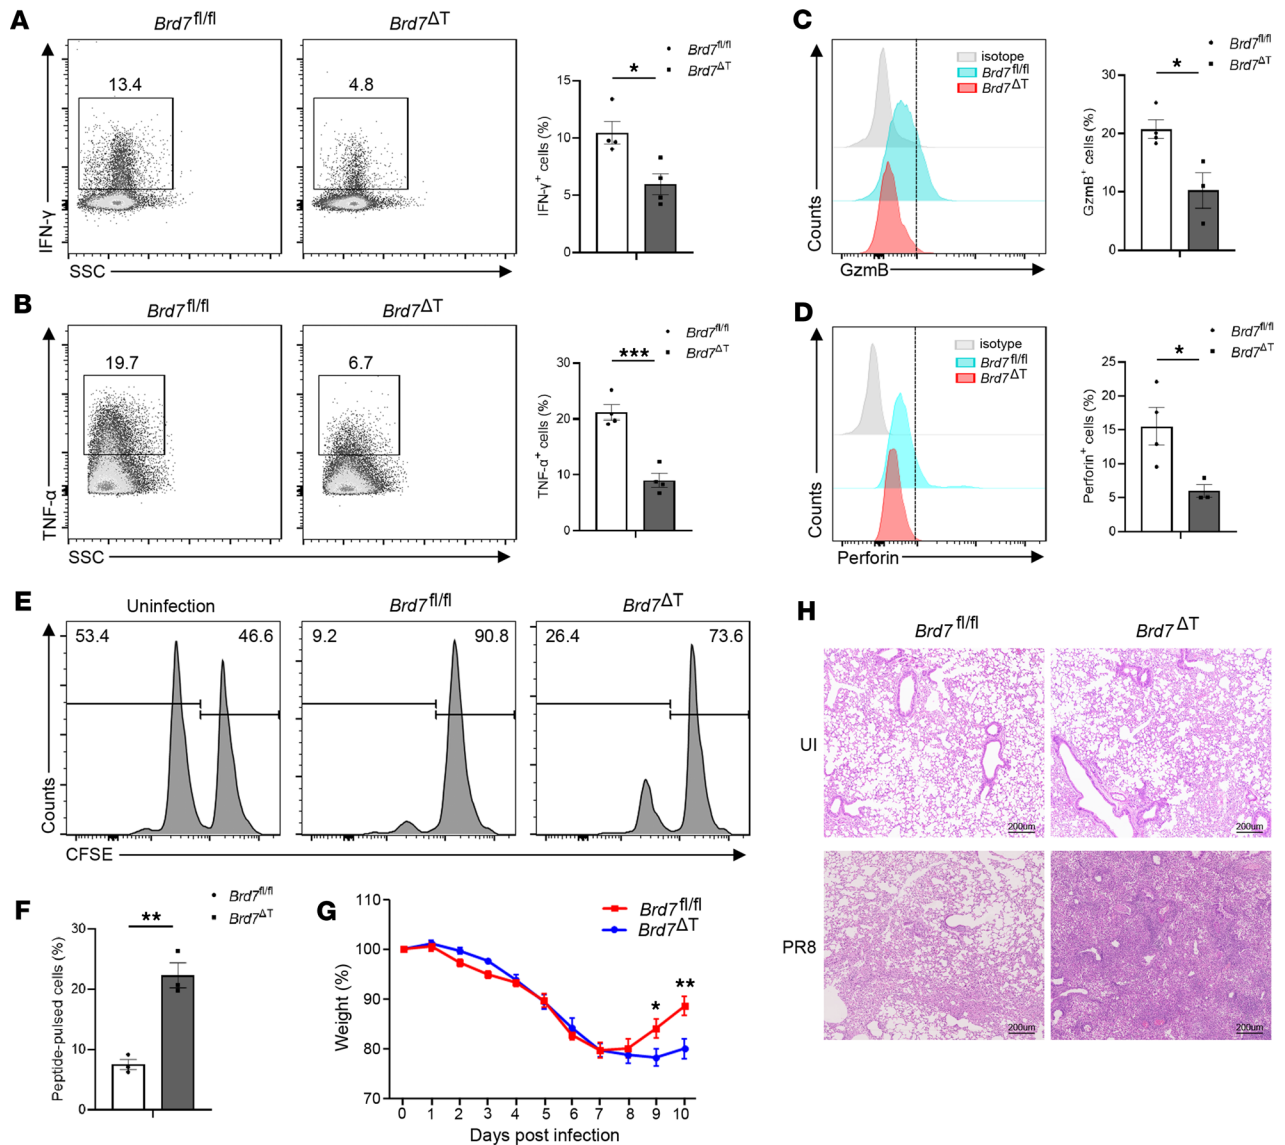 A
Brd7fl/fl
Brd7ΔT
13.4
4.8
IFN-γ
SSC
Brd7fl/fl
Brd7ΔT
*
IFN-γ+ cells (%)
15
10
5
0
B
Brd7fl/fl
Brd7ΔT
19.7
6.7
TNF-α
SSC
Brd7fl/fl
Brd7ΔT
***
TNF-α+ cells (%)
30
20
10
0
C
isotype
Brd7fl/fl
Brd7ΔT
Counts
GzmB
Brd7fl/fl
Brd7ΔT
*
GzmB+ cells (%)
30
20
10
0
D
isotype
Brd7fl/fl
Brd7ΔT
Counts
Perforin
Brd7fl/fl
Brd7ΔT
*
Perforin+ cells (%)
25
20
15
10
5
0
E
Uninfection
Brd7fl/fl
Brd7ΔT
53.4 46.6
9.2 90.8
26.4 73.6
Counts
CFSE
F
Brd7fl/fl
Brd7ΔT
**
Peptide-pulsed cells (%)
30
20
10
0
G
Brd7fl/fl
Brd7ΔT
Weight (%)
110
100
90
80
70
* **
0 1 2 3 4 5 6 7 8 9 10
Days post infection
H
Brd7fl/fl
Brd7ΔT
UI
200um
200um
PR8
200um
200um